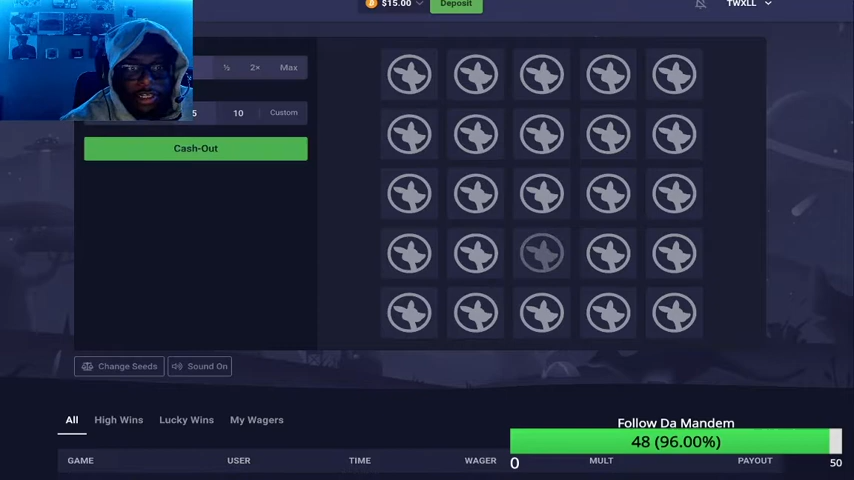 $15.00
Deposit
TWXLL
½ 2× Max
5 10 Custom
Cash-Out
Change Seeds
Sound On
All High Wins Lucky Wins My Wagers
Follow Da Mandem
48 (96.00%)
0 50
GAME USER TIME WAGER MULT PAYOUT